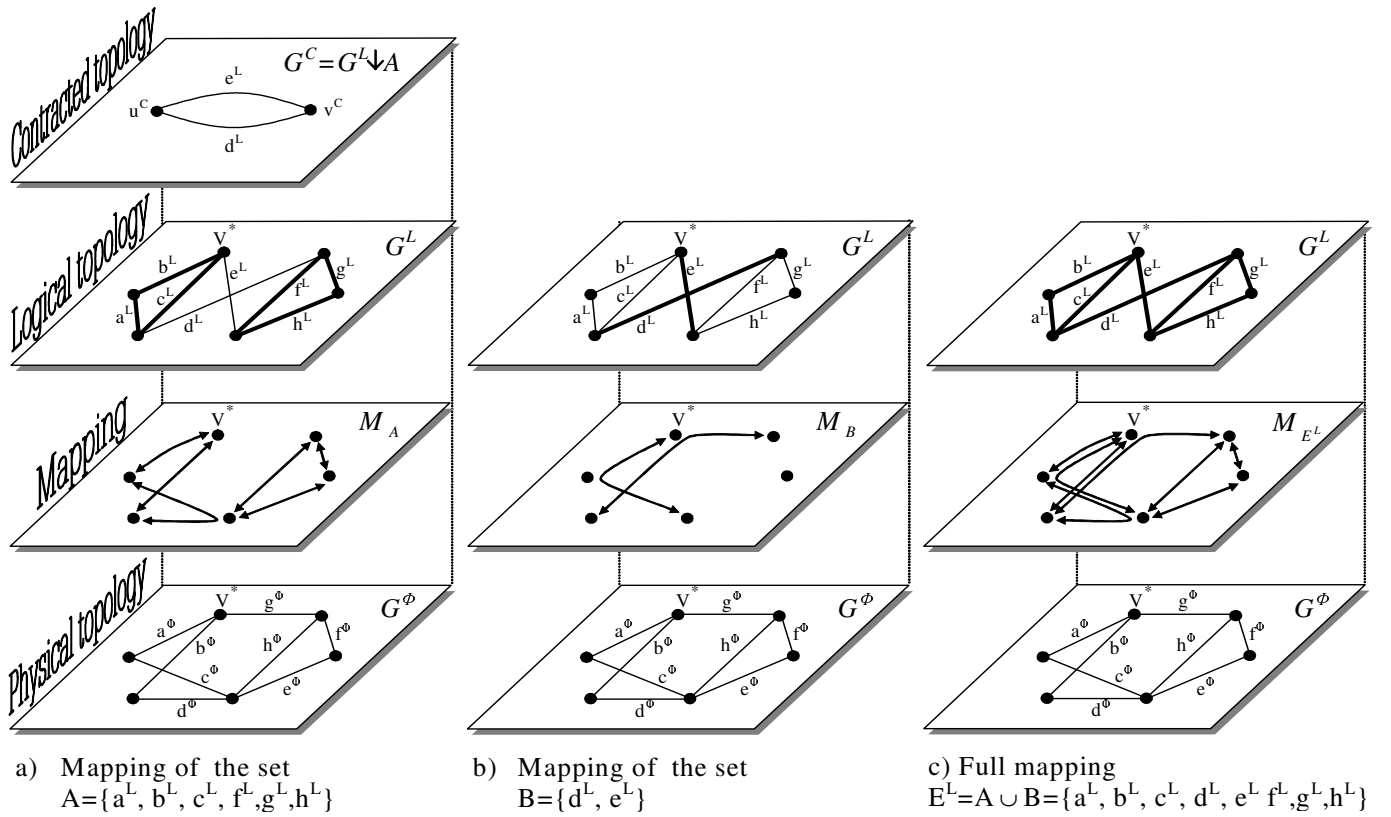 Contracted topology
G^C = G^L ↓ A
e^L
u^C
v^C
d^L
Logical topology
G^L
V^*
b^L
e^L
g^L
c^L
f^L
a^L
d^L
h^L
G^L
V^*
b^L
e^L
g^L
c^L
f^L
a^L
d^L
h^L
G^L
V^*
b^L
e^L
g^L
c^L
f^L
a^L
d^L
h^L
Mapping
V^*
M_A
V^*
M_B
V^*
M_{E^L}
Physical topology
G^Φ
V^*
g^Φ
a^Φ
b^Φ
h^Φ
f^Φ
c^Φ
e^Φ
d^Φ
G^Φ
V^*
g^Φ
a^Φ
b^Φ
h^Φ
f^Φ
c^Φ
e^Φ
d^Φ
G^Φ
V^*
g^Φ
a^Φ
b^Φ
h^Φ
f^Φ
c^Φ
e^Φ
d^Φ
a) Mapping of the set
A={a^L, b^L, c^L, f^L,g^L,h^L}
b) Mapping of the set
B={d^L, e^L}
c) Full mapping
E^L=A ∪ B={a^L, b^L, c^L, d^L, e^L f^L,g^L,h^L}